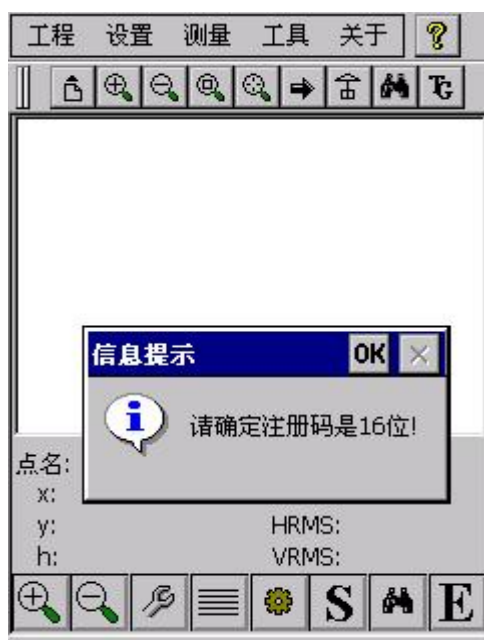 工程 设置 测量 工具 关于 ?
TG
信息提示 OK ×
i 请确定注册码是16位!
点名:
x:
y: HRMS:
h: VRMS:
S E